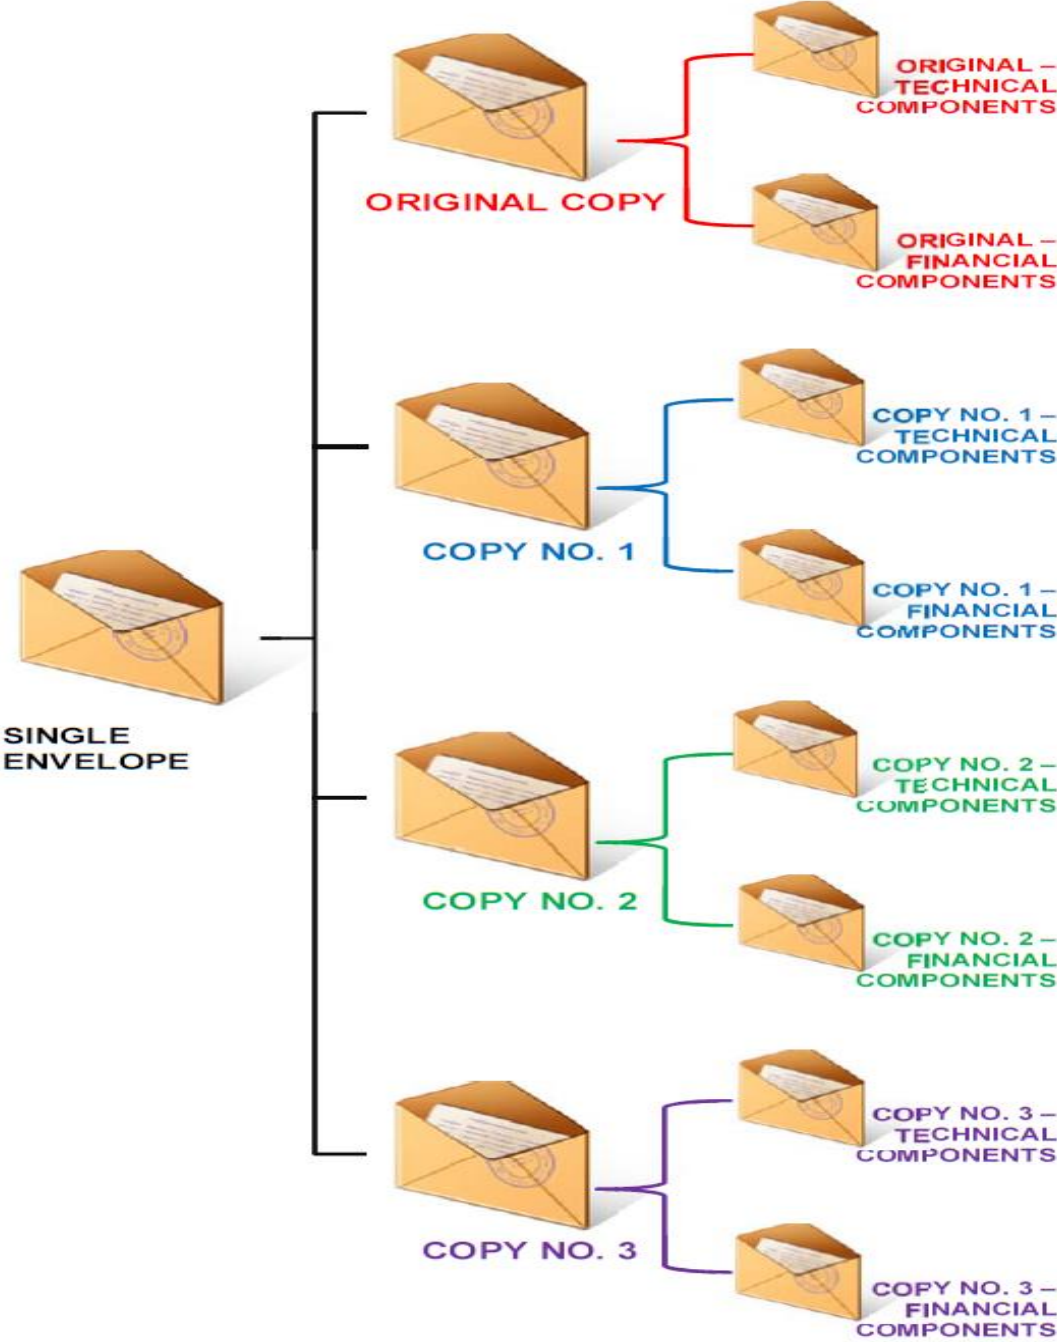 ORIGINAL –
TECHNICAL
COMPONENTS
ORIGINAL COPY
ORIGINAL –
FINANCIAL
COMPONENTS
COPY NO. 1 –
TECHNICAL
COMPONENTS
COPY NO. 1
COPY NO. 1 –
FINANCIAL
COMPONENTS
SINGLE
ENVELOPE
COPY NO. 2 –
TECHNICAL
COMPONENTS
COPY NO. 2
COPY NO. 2 –
FINANCIAL
COMPONENTS
COPY NO. 3 –
TECHNICAL
COMPONENTS
COPY NO. 3
COPY NO. 3 –
FINANCIAL
COMPONENTS